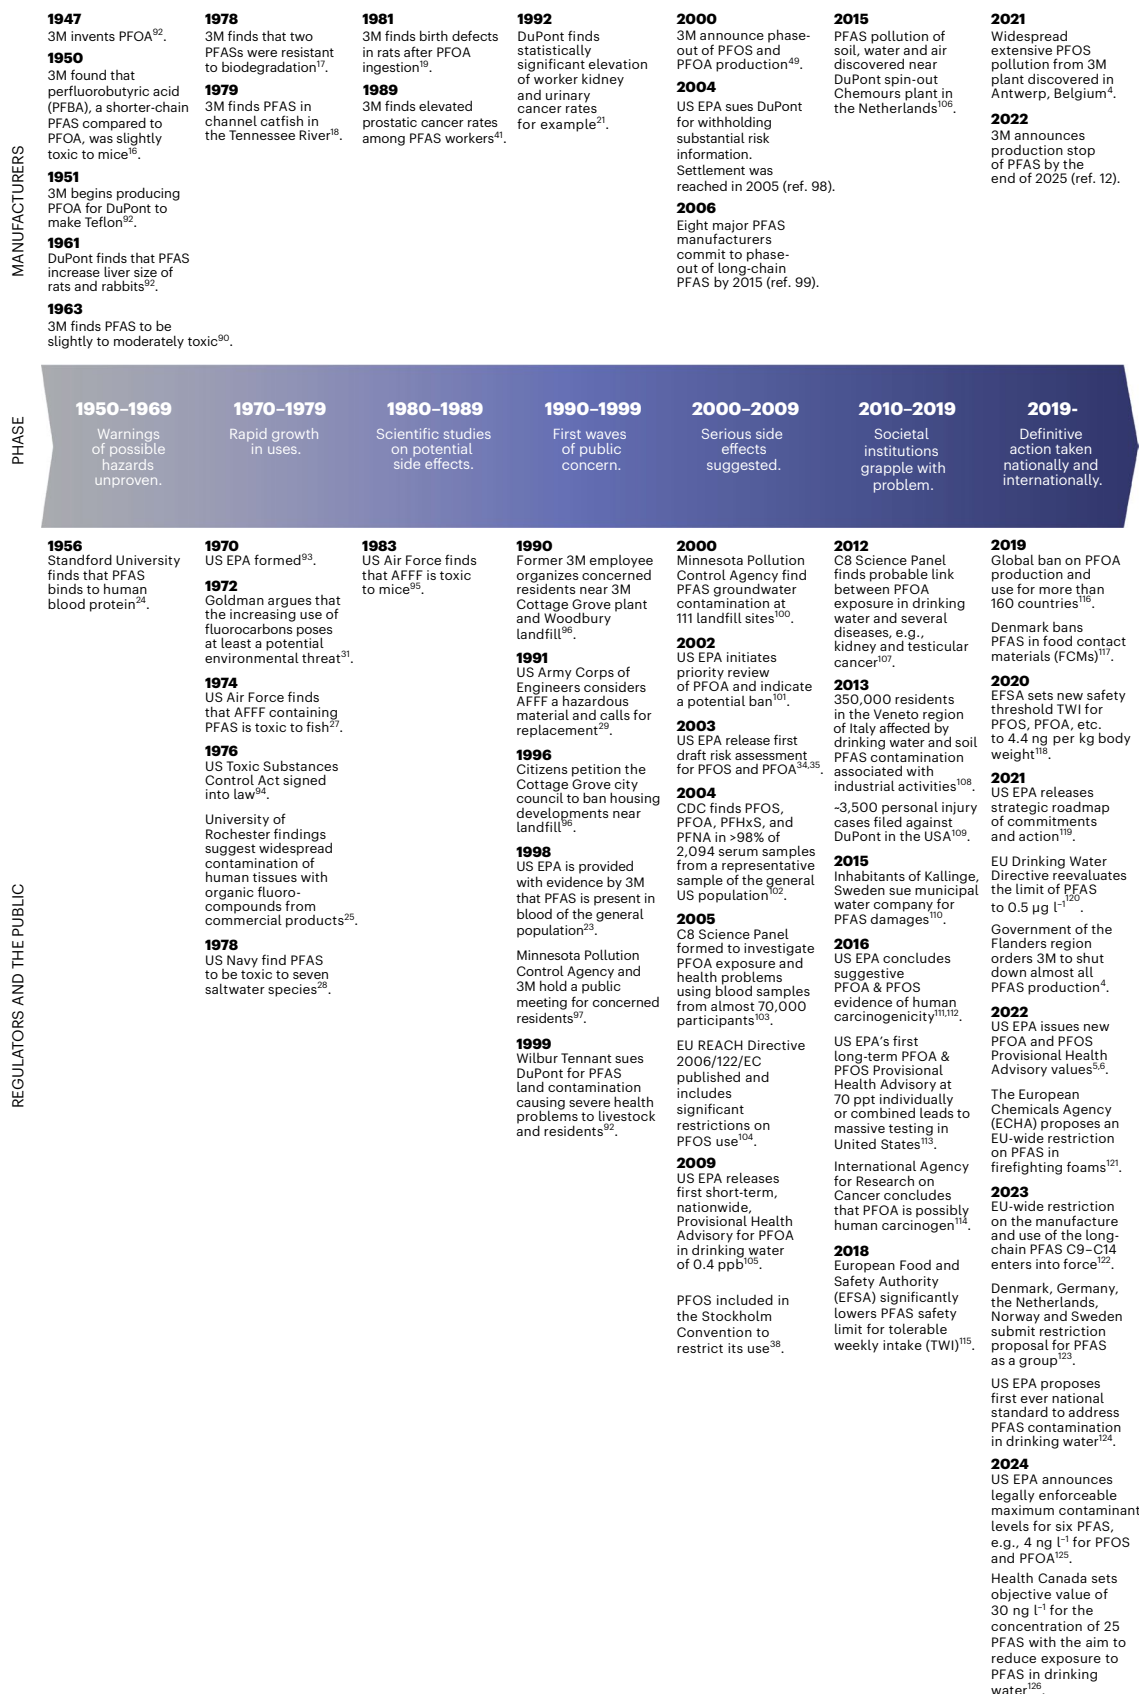 MANUFACTURERS
1947
3M invents PFOA92.
1950
3M found that
perfluorobutyric acid
(PFBA), a shorter-chain
PFAS compared to
PFOA, was slightly
toxic to mice16.
1951
3M begins producing
PFOA for DuPont to
make Teflon92.
1961
DuPont finds that PFAS
increase liver size of
rats and rabbits92.
1963
3M finds PFAS to be
slightly to moderately toxic90.
1978
3M finds that two
PFASs were resistant
to biodegradation17.
1979
3M finds PFAS in
channel catfish in
the Tennessee River18.
1981
3M finds birth defects
in rats after PFOA
ingestion19.
1989
3M finds elevated
prostatic cancer rates
among PFAS workers41.
1992
DuPont finds
statistically
significant elevation
of worker kidney
and urinary
cancer rates
for example21.
2000
3M announce phase-
out of PFOS and
PFOA production49.
2004
US EPA sues DuPont
for withholding
substantial risk
information.
Settlement was
reached in 2005 (ref. 98).
2006
Eight major PFAS
manufacturers
commit to phase-
out of long-chain
PFAS by 2015 (ref. 99).
2015
PFAS pollution of
soil, water and air
discovered near
DuPont spin-out
Chemours plant in
the Netherlands106.
2021
Widespread
extensive PFOS
pollution from 3M
plant discovered in
Antwerp, Belgium4.
2022
3M announces
production stop
of PFAS by the
end of 2025 (ref. 12).
PHASE
1950–1969
Warnings
of possible
hazards
unproven.
1970–1979
Rapid growth
in uses.
1980–1989
Scientific studies
on potential
side effects.
1990–1999
First waves
of public
concern.
2000–2009
Serious side
effects
suggested.
2010–2019
Societal
institutions
grapple with
problem.
2019-
Definitive
action taken
nationally and
internationally.
REGULATORS AND THE PUBLIC
1956
Standford University
finds that PFAS
binds to human
blood protein24.
1970
US EPA formed93.
1972
Goldman argues that
the increasing use of
fluorocarbons poses
at least a potential
environmental threat31.
1974
US Air Force finds
that AFFF containing
PFAS is toxic to fish27.
1976
US Toxic Substances
Control Act signed
into law94.
University of
Rochester findings
suggest widespread
contamination of
human tissues with
organic fluoro-
compounds from
commercial products25.
1978
US Navy find PFAS
to be toxic to seven
saltwater species28.
1983
US Air Force finds
that AFFF is toxic
to mice95.
1990
Former 3M employee
organizes concerned
residents near 3M
Cottage Grove plant
and Woodbury
landfill96.
1991
US Army Corps of
Engineers considers
AFFF a hazardous
material and calls for
replacement29.
1996
Citizens petition the
Cottage Grove city
council to ban housing
developments near
landfill96.
1998
US EPA is provided
with evidence by 3M
that PFAS is present in
blood of the general
population23.
Minnesota Pollution
Control Agency and
3M hold a public
meeting for concerned
residents97.
1999
Wilbur Tennant sues
DuPont for PFAS
land contamination
causing severe health
problems to livestock
and residents92.
2000
Minnesota Pollution
Control Agency find
PFAS groundwater
contamination at
111 landfill sites100.
2002
US EPA initiates
priority review
of PFOA and indicate
a potential ban101.
2003
US EPA release first
draft risk assessment
for PFOS and PFOA34,35.
2004
CDC finds PFOS,
PFOA, PFHxS, and
PFNA in >98% of
2,094 serum samples
from a representative
sample of the general
US population102.
2005
C8 Science Panel
formed to investigate
PFOA exposure and
health problems
using blood samples
from almost 70,000
participants103.
EU REACH Directive
2006/122/EC
published and
includes
significant
restrictions on
PFOS use104.
2009
US EPA releases
first short-term,
nationwide,
Provisional Health
Advisory for PFOA
in drinking water
of 0.4 ppb105.
PFOS included in
the Stockholm
Convention to
restrict its use38.
2012
C8 Science Panel
finds probable link
between PFOA
exposure in drinking
water and several
diseases, e.g.,
kidney and testicular
cancer107.
2013
350,000 residents
in the Veneto region
of Italy affected by
drinking water and soil
PFAS contamination
associated with
industrial activities108.
~3,500 personal injury
cases filed against
DuPont in the USA109.
2015
Inhabitants of Kallinge,
Sweden sue municipal
water company for
PFAS damages110.
2016
US EPA concludes
suggestive
PFOA & PFOS
evidence of human
carcinogenicity111,112.
US EPA's first
long-term PFOA &
PFOS Provisional
Health Advisory at
70 ppt individually
or combined leads to
massive testing in
United States113.
International Agency
for Research on
Cancer concludes
that PFOA is possibly
human carcinogen114.
2018
European Food and
Safety Authority
(EFSA) significantly
lowers PFAS safety
limit for tolerable
weekly intake (TWI)115.
2019
Global ban on PFOA
production and
use for more than
160 countries116.
Denmark bans
PFAS in food contact
materials (FCMs)117.
2020
EFSA sets new safety
threshold TWI for
PFOS, PFOA, etc.
to 4.4 ng per kg body
weight118.
2021
US EPA releases
strategic roadmap
of commitments
and action119.
EU Drinking Water
Directive reevaluates
the limit of PFAS
to 0.5 µg l–1 120.
Government of the
Flanders region
orders 3M to shut
down almost all
PFAS production4.
2022
US EPA issues new
PFOA and PFOS
Provisional Health
Advisory values5,6.
The European
Chemicals Agency
(ECHA) proposes an
EU-wide restriction
on PFAS in
firefighting foams121.
2023
EU-wide restriction
on the manufacture
and use of the long-
chain PFAS C9–C14
enters into force122.
Denmark, Germany,
the Netherlands,
Norway and Sweden
submit restriction
proposal for PFAS
as a group123.
US EPA proposes
first ever national
standard to address
PFAS contamination
in drinking water124.
2024
US EPA announces
legally enforceable
maximum contaminant
levels for six PFAS,
e.g., 4 ng l–1 for PFOS
and PFOA125.
Health Canada sets
objective value of
30 ng l–1 for the
concentration of 25
PFAS with the aim to
reduce exposure to
PFAS in drinking
water126.